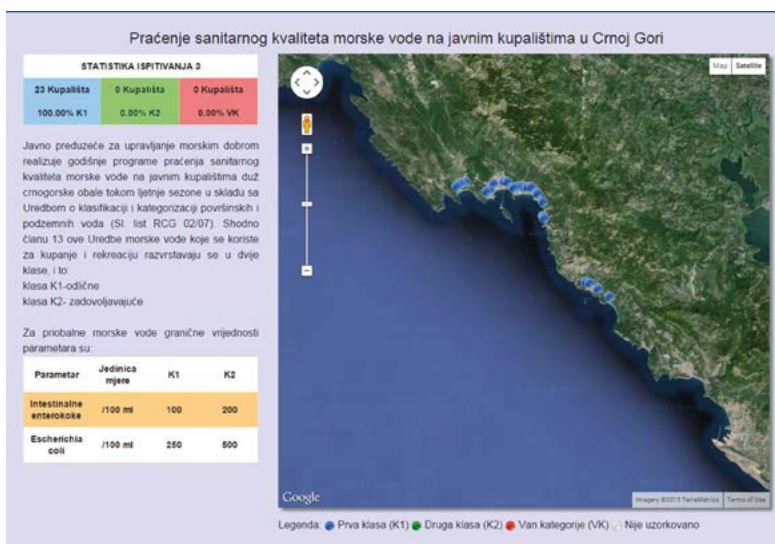 Praćenje sanitarnog kvaliteta morske vode na javnim kupalištima u Crnoj Gori
STATISTIKA ISPITIVANJA 3
23 Kupališta 0 Kupališta 0 Kupališta
100.00% K1 0.00% K2 0.00% VK
Javno preduzeće za upravljanje morskim dobrom
realizuje godišnje programe praćenja sanitarnog
kvaliteta morske vode na javnim kupalištima duž
crnogorske obale tokom ljetnje sezone u skladu sa
Uredbom o klasifikaciji i kategorizaciji površinskih i
podzemnih voda (Sl. list RCG 02/07). Shodno
članu 13 ove Uredbe morske vode koje se koriste
za kupanje i rekreaciju razvrstavaju se u dvije
klase, i to:
klasa K1-odlične
klasa K2- zadovoljavajuće
Za priobalne morske vode granične vrijednosti
parametara su:
Parametar Jedinica mjere K1 K2
Intestinalne enterokoke /100 ml 100 200
Escherichia coli /100 ml 250 500
Map Satellite
Google
Imagery ©2015 TerraMetrics Terms of Use
Legenda: Prva klasa (K1) Druga klasa (K2) Van kategorije (VK) Nije uzorkovano